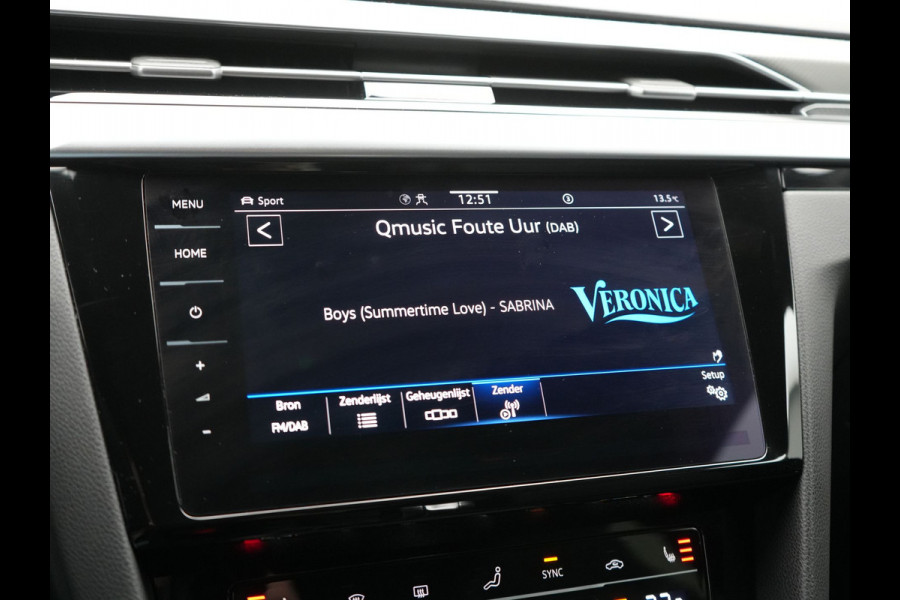 MENU
Sport 12:51 3 13.5°C
HOME
< Qmusic Foute Uur (DAB) >
Boys (Summertime Love) - SABRINA
VERONICA
+
-
Bron
FM/DAB
Zenderlijst
Geheugenlijst
Zender
Setup
SYNC